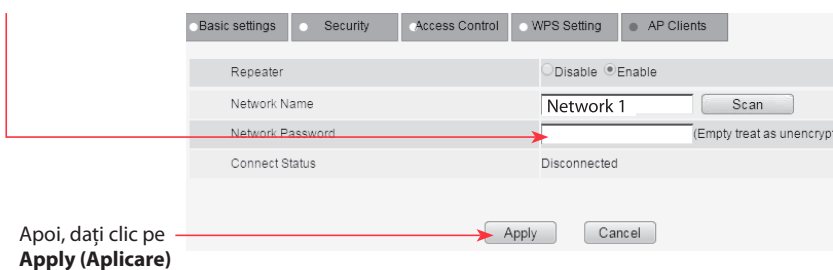 Basic settings Security Access Control WPS Setting AP Clients
Repeater Disable Enable
Network Name Network 1 Scan
Network Password (Empty treat as unencrypt
Connect Status Disconnected
Apply Cancel
Apoi, dați clic pe
Apply (Aplicare)